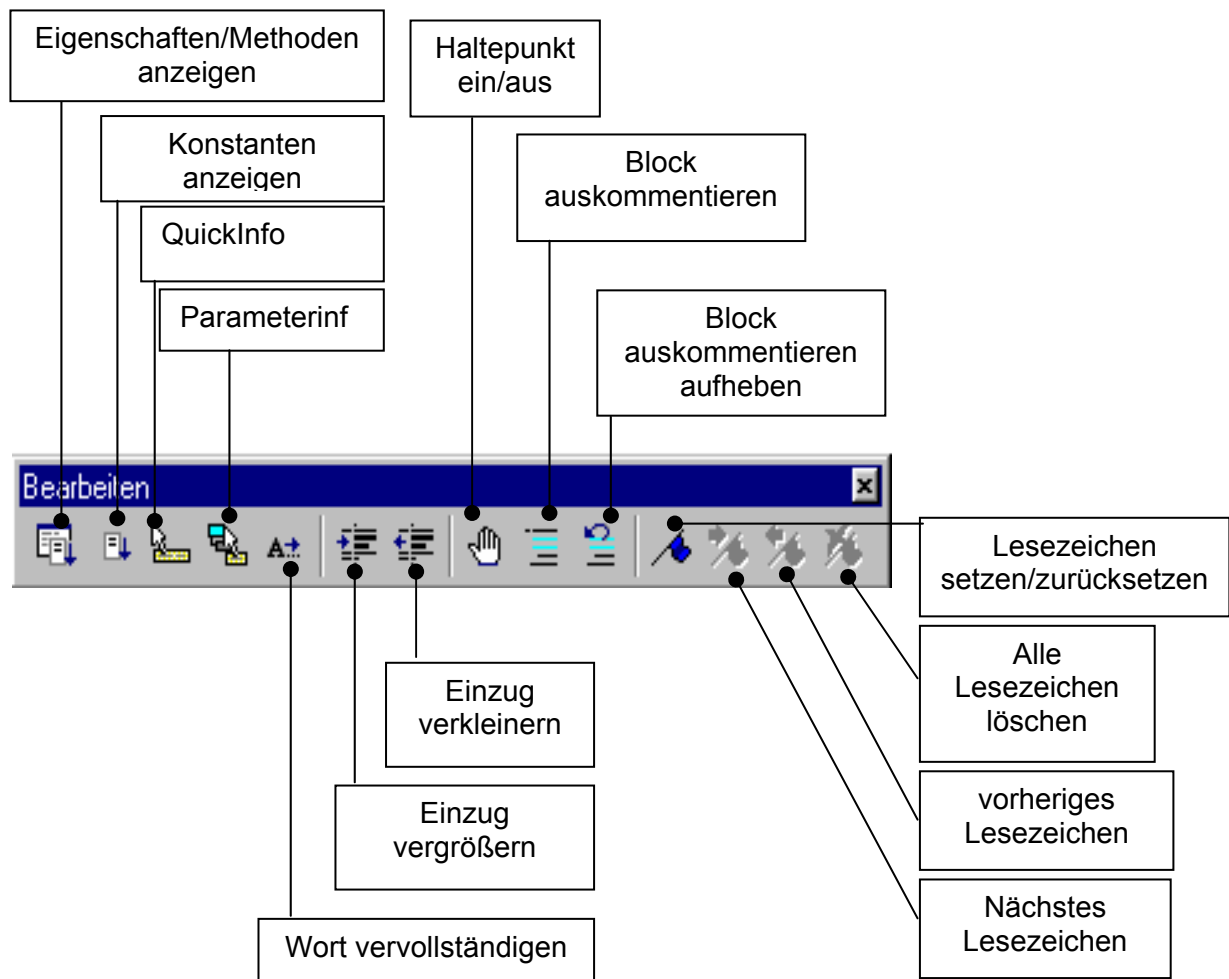 Eigenschaften/Methoden
anzeigen
Haltepunkt
ein/aus
Konstanten
anzeigen
Block
auskommentieren
QuickInfo
Parameterinf
Block
auskommentieren
aufheben
Bearbeiten
Lesezeichen
setzen/zurücksetzen
Alle
Lesezeichen
löschen
Einzug
verkleinern
vorheriges
Lesezeichen
Einzug
vergrößern
Nächstes
Lesezeichen
Wort vervollständigen